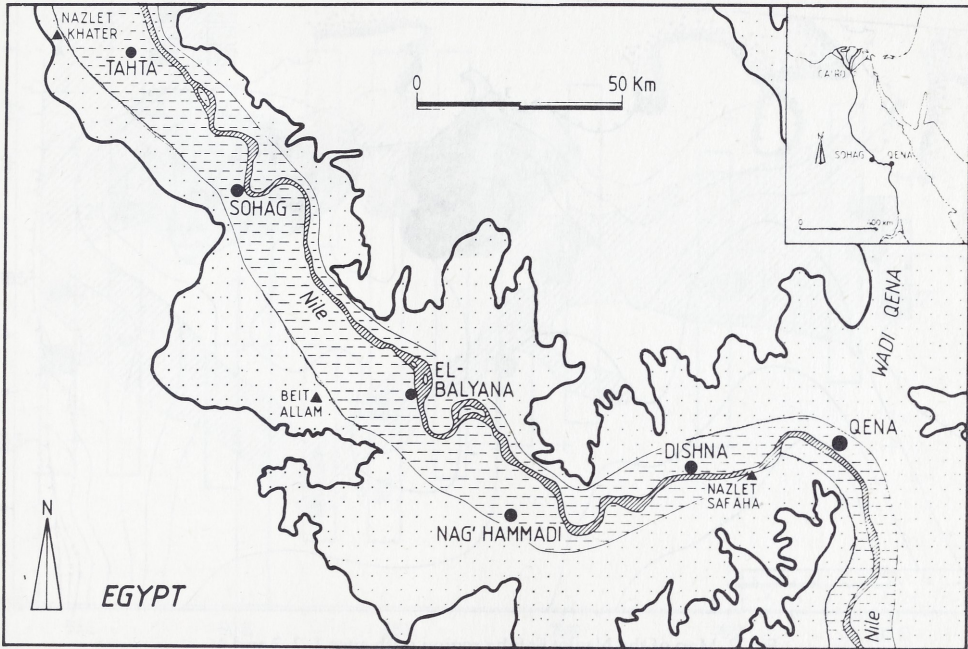 NAZLET
KHATER
TAHTA
0 50 Km
CAIRO
N
SOHAG QENA
0 400 km
SOHAG
Nile
WADI QENA
EL-
BALYANA
BEIT
ALLAM
QENA
DISHNA
NAZLET
SAFAHA
NAG' HAMMADI
N
EGYPT
Nile